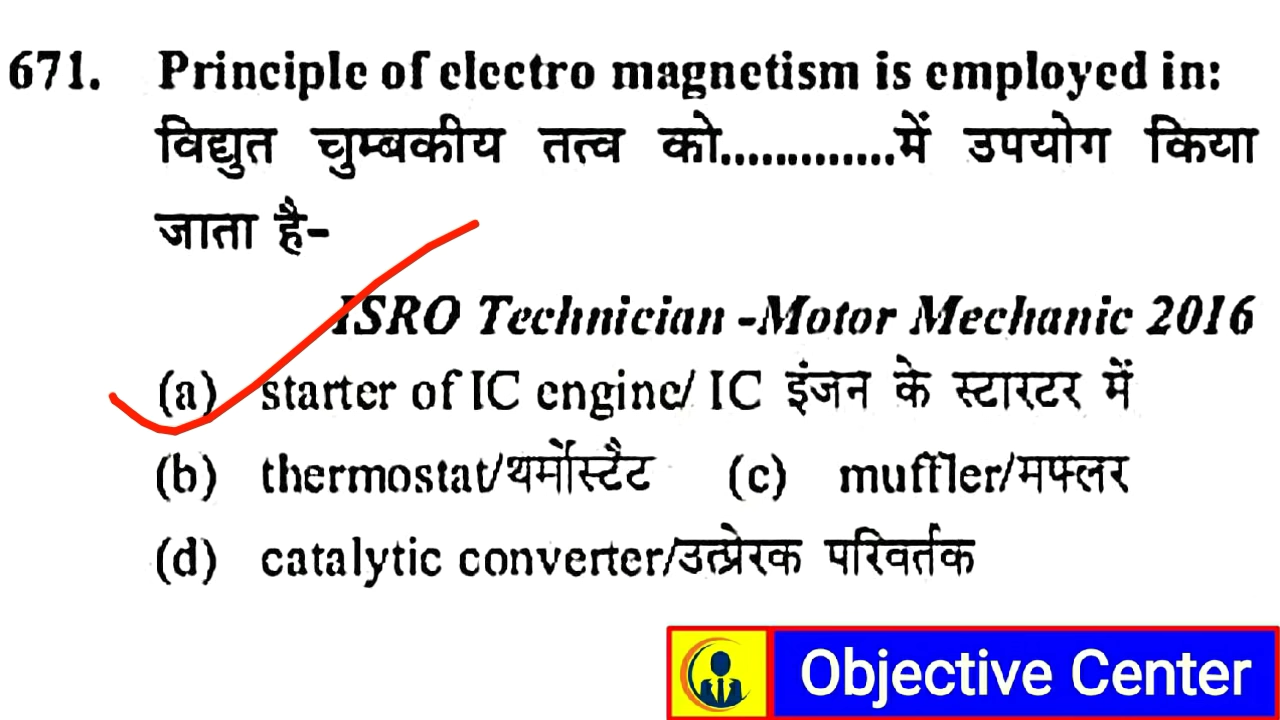 671. Principle of electro magnetism is employed in:
विद्युत चुम्बकीय तत्व को.............में उपयोग किया
जाता है-
ISRO Technician -Motor Mechanic 2016
(a) starter of IC engine/ IC इंजन के स्टारटर में
(b) thermostat/थर्मोस्टैट (c) muffler/मफ्लर
(d) catalytic converter/उत्प्रेरक परिवर्तक
Objective Center